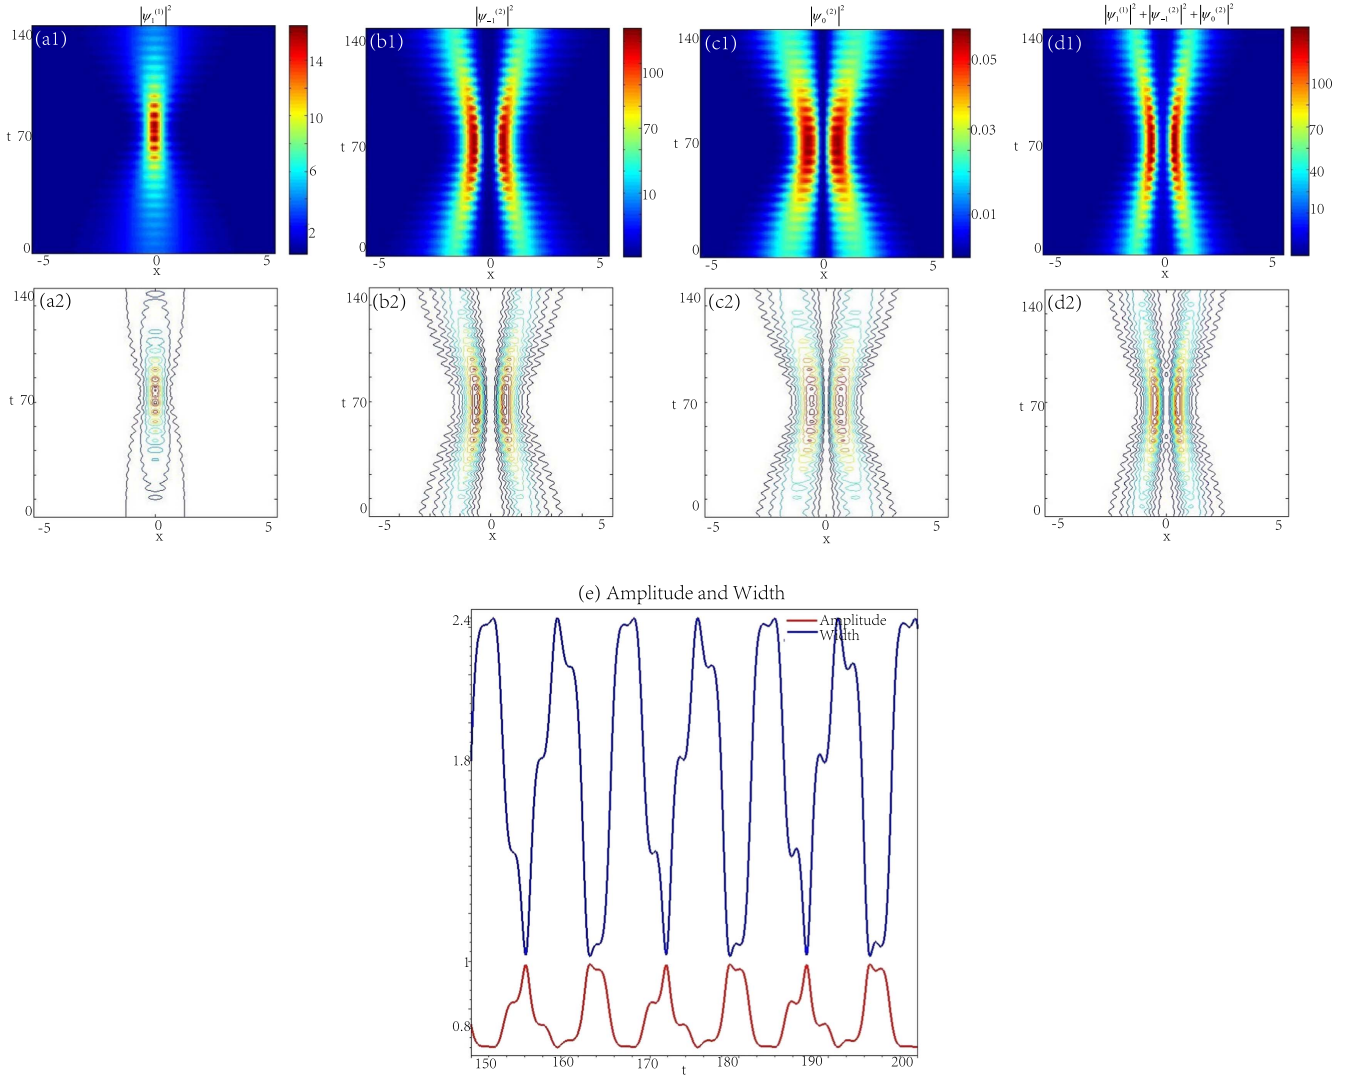 |ψ₁⁽¹⁾|² |ψ₋₁⁽²⁾|² |ψ₀⁽²⁾|² |ψ₁⁽¹⁾|² + |ψ₋₁⁽²⁾|² + |ψ₀⁽²⁾|²
(a1)
140
t 70
0
-5 0 5
x
14
10
6
2
(b1)
140
t
70
0
-5 0 5
x
100
70
10
(c1)
140
t 70
0
-5 0 5
x
0.05
0.03
0.01
(d1)
140
t 70
0
-5 0 5
x
100
70
40
10
(a2)
140
t 70
0
-5 0 5
x
(b2)
140
t 70
0
-5 0 5
x
(c2)
140
t 70
0
-5 0 5
x
(d2)
140
t 70
0
-5 0 5
x
(e) Amplitude and Width
Amplitude
Width
2.4
1.8
1
0.8
150 160 170 180 190 200
t